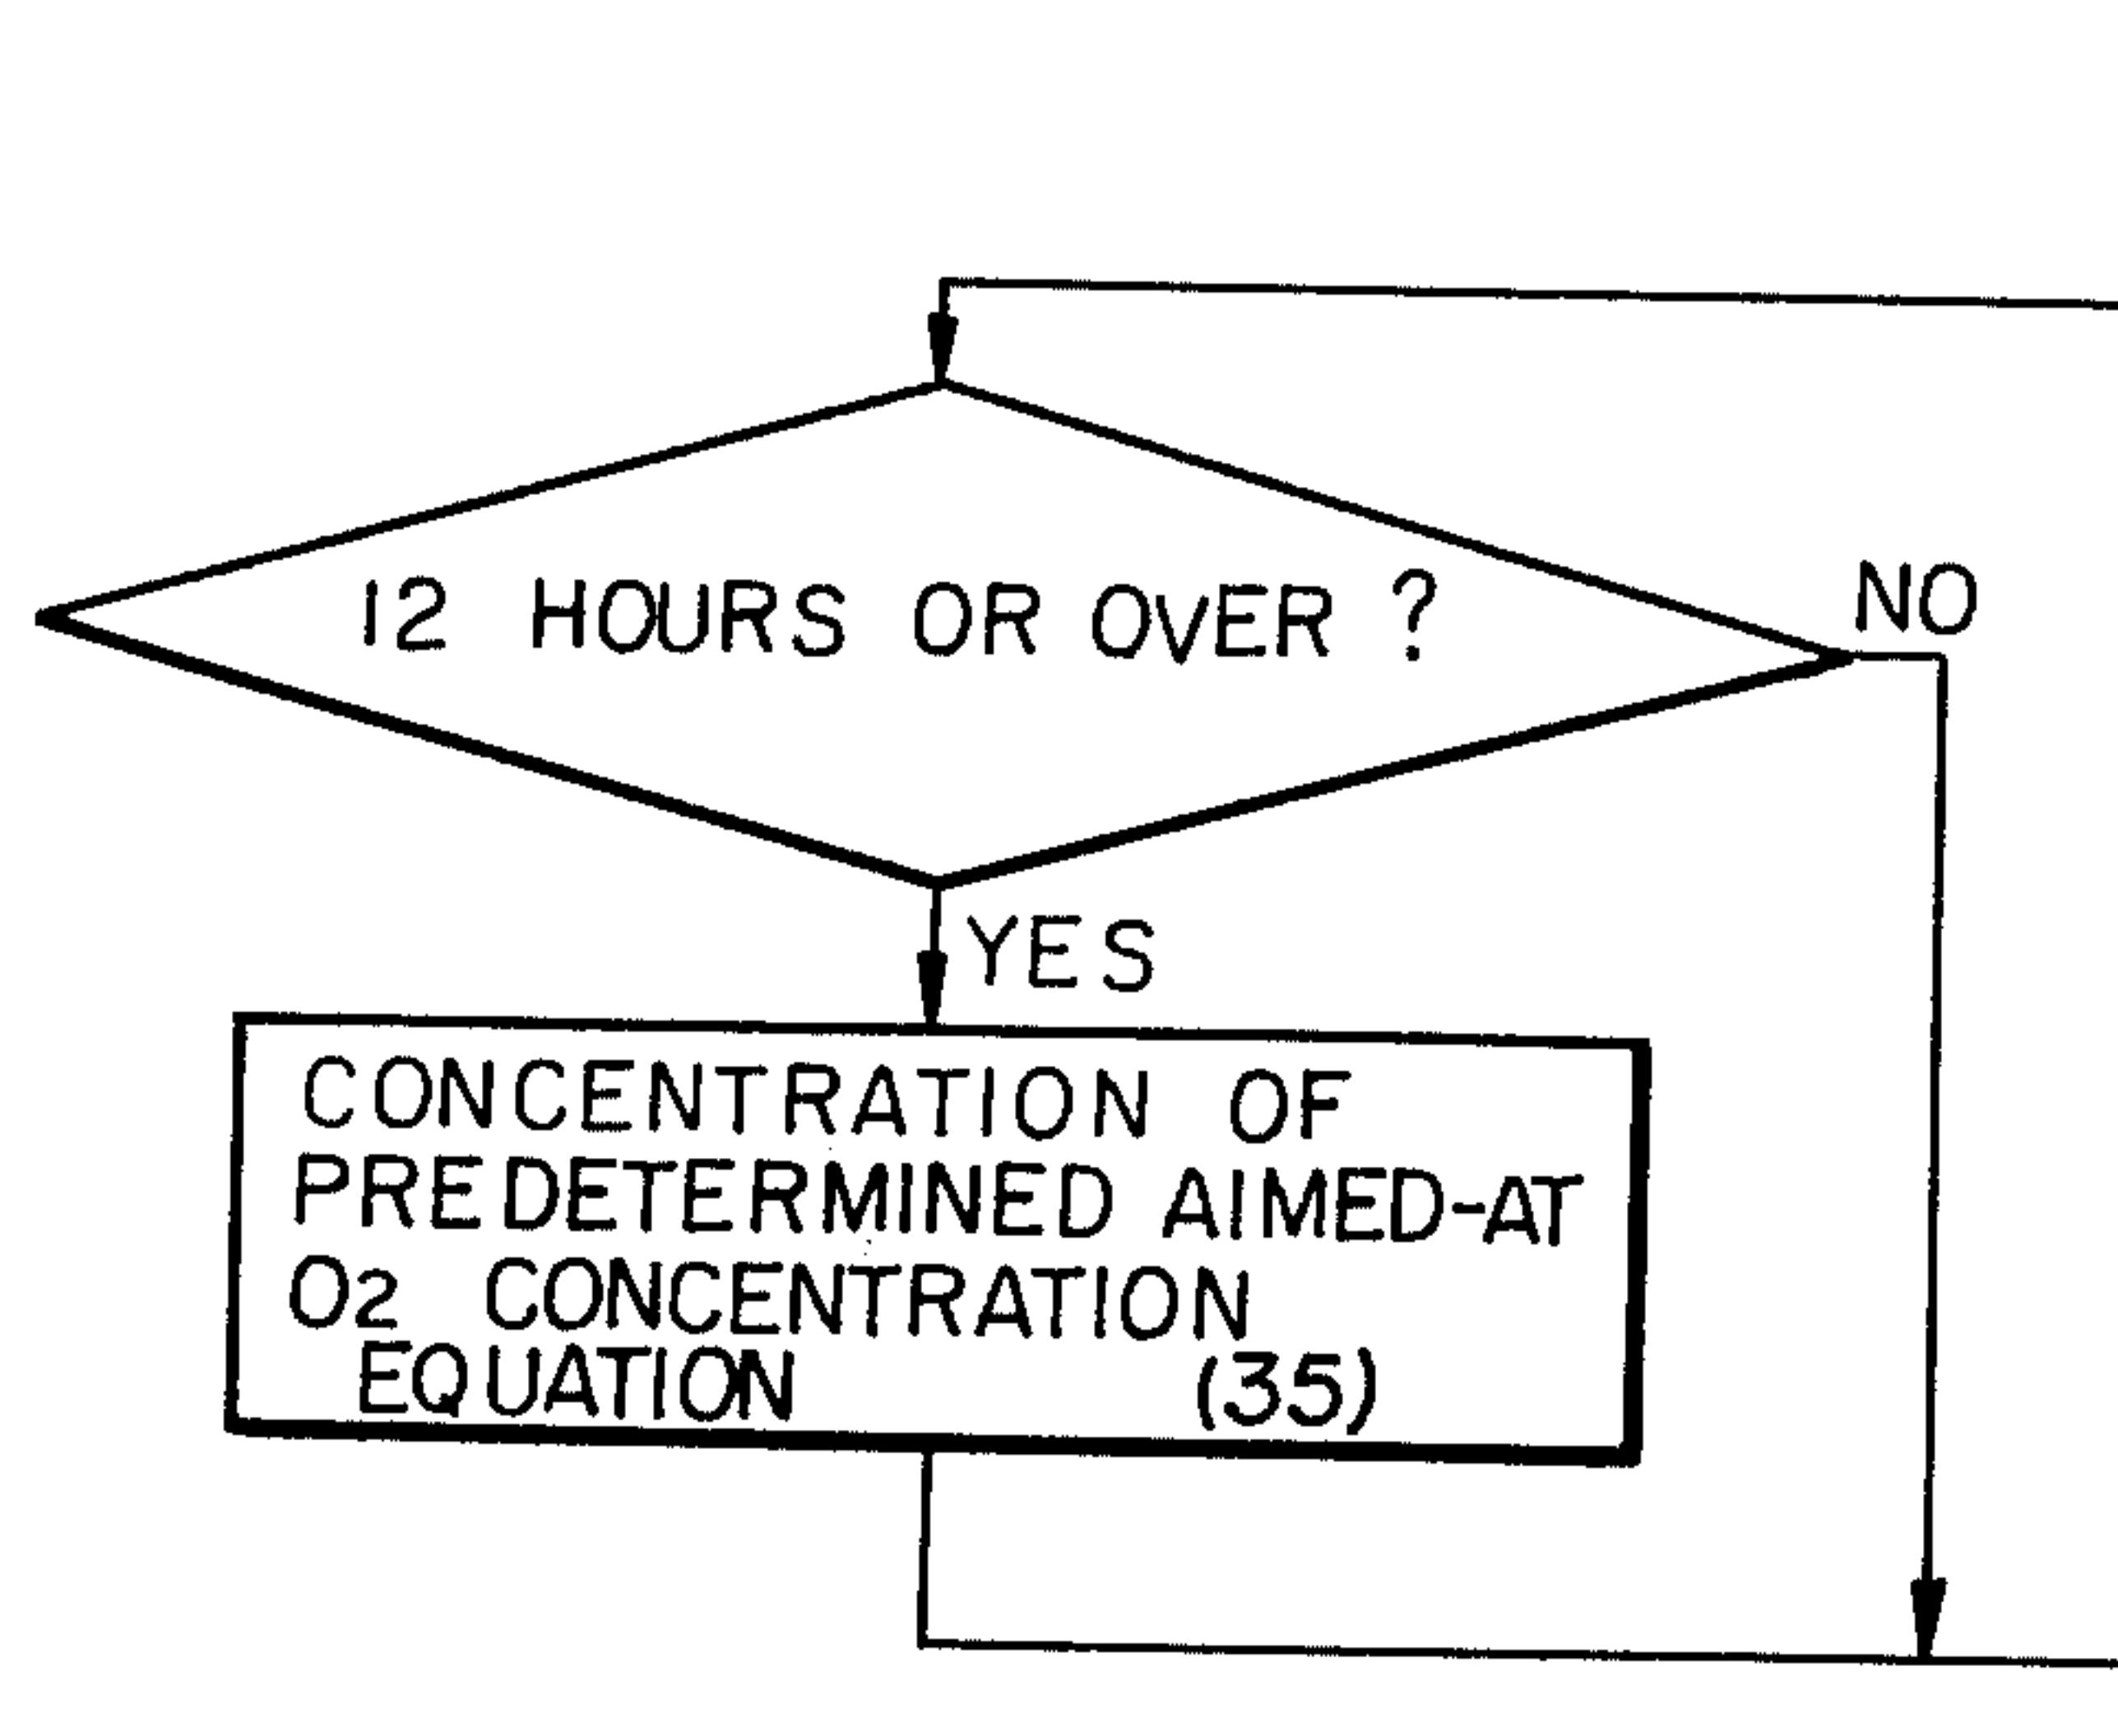 12 HOURS OR OVER ?
NO
YES
CONCENTRATION OF
PREDETERMINED AIMED-AT
O2 CONCENTRATION
EQUATION (35)